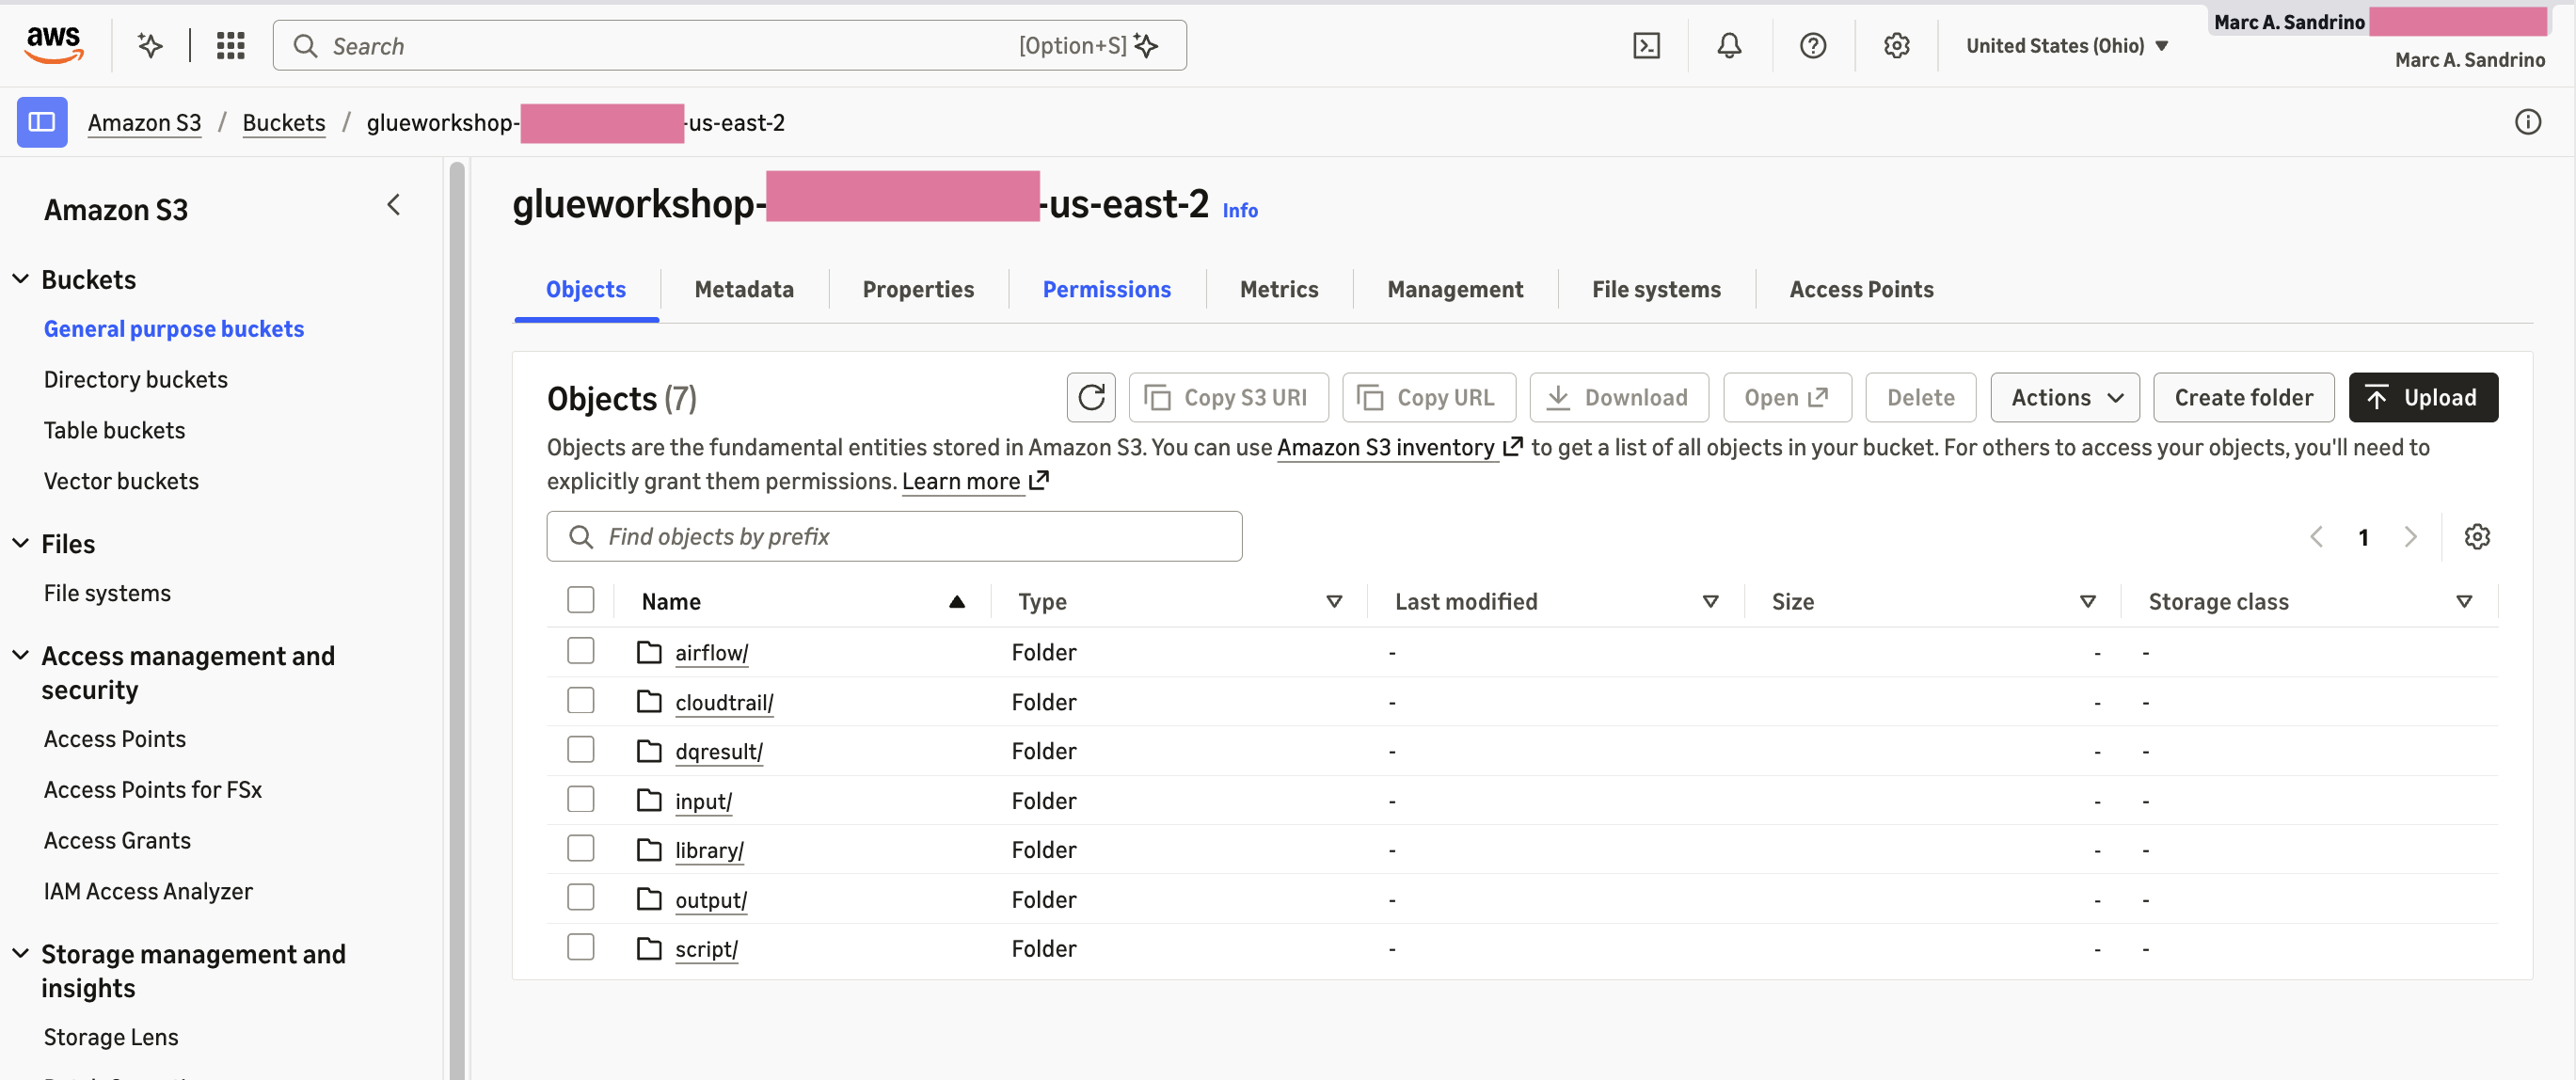 aws
Search [Option+S]
United States (Ohio)
Marc A. Sandrino
Marc A. Sandrino
Amazon S3 / Buckets / glueworkshop- -us-east-2
Amazon S3
Buckets
General purpose buckets
Directory buckets
Table buckets
Vector buckets
Files
File systems
Access management and
security
Access Points
Access Points for FSx
Access Grants
IAM Access Analyzer
Storage management and
insights
Storage Lens
glueworkshop- -us-east-2 Info
Objects Metadata Properties Permissions Metrics Management File systems Access Points
Objects (7) Copy S3 URI Copy URL Download Open Delete Actions Create folder Upload
Objects are the fundamental entities stored in Amazon S3. You can use Amazon S3 inventory to get a list of all objects in your bucket. For others to access your objects, you'll need to
explicitly grant them permissions. Learn more
Find objects by prefix 1
Name Type Last modified Size Storage class
airflow/ Folder - - -
cloudtrail/ Folder - - -
dqresult/ Folder - - -
input/ Folder - - -
library/ Folder - - -
output/ Folder - - -
script/ Folder - - -